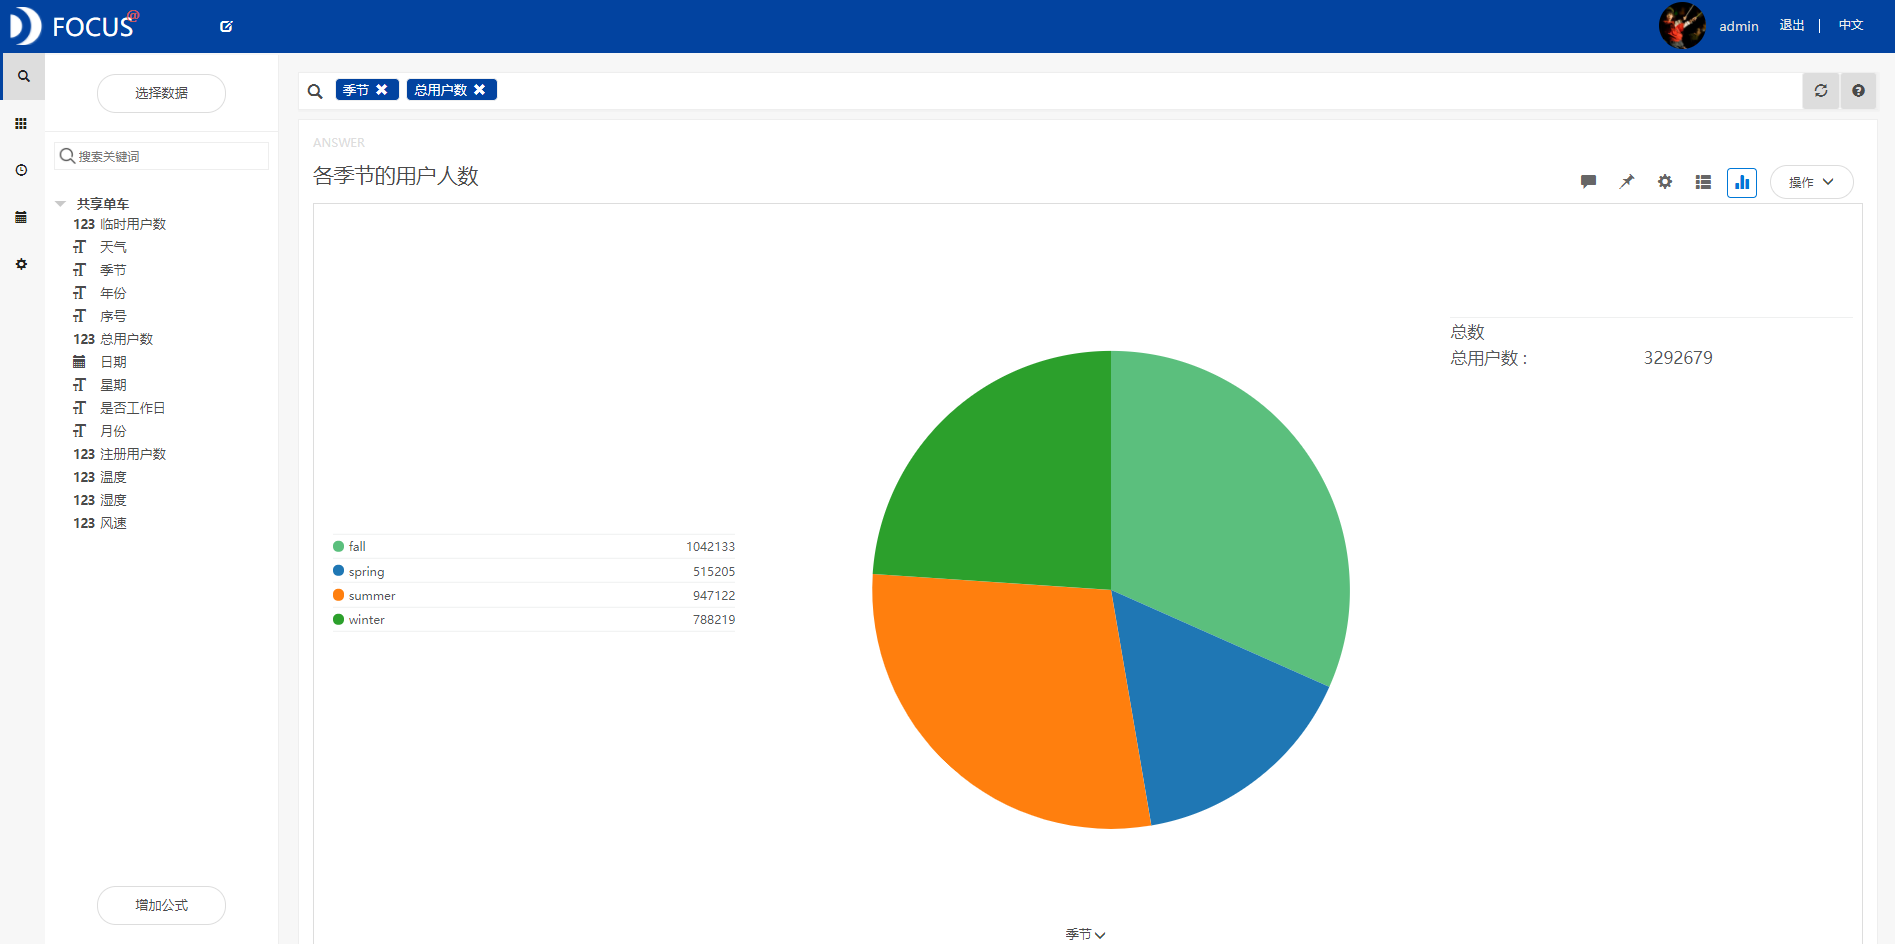 FOCUS@
admin 退出 | 中文
选择数据
搜索关键词
共享单车
123 临时用户数
天气
季节
年份
序号
123 总用户数
日期
星期
是否工作日
月份
123 注册用户数
123 温度
123 湿度
123 风速
增加公式
季节 总用户数
ANSWER
各季节的用户人数
操作
fall 1042133
spring 515205
summer 947122
winter 788219
总数
总用户数 : 3292679
季节